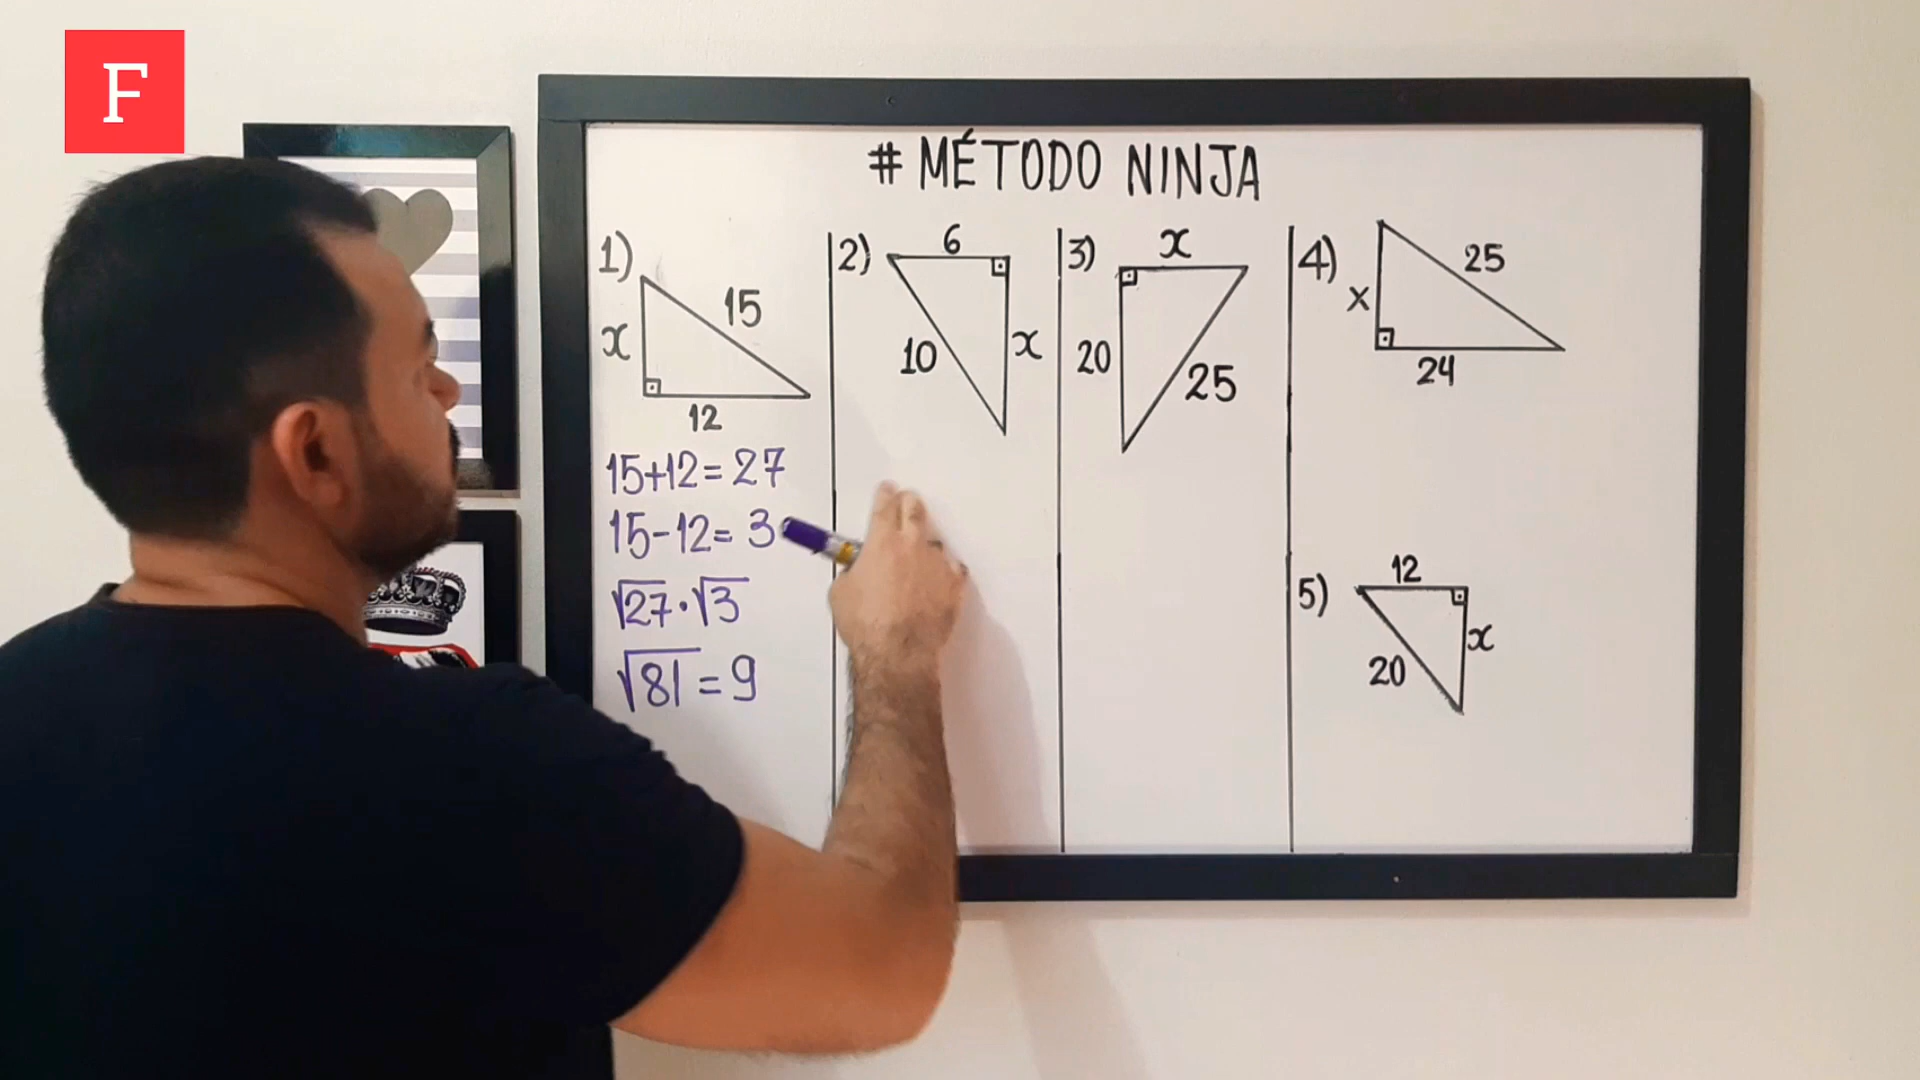 F
# MÉTODO NINJA
1)
15
x
12
15+12= 27
15-12= 3
√27·√3
√81 = 9
2)
6
10
x
3)
x
20
25
4)
25
x
24
5)
12
x
20